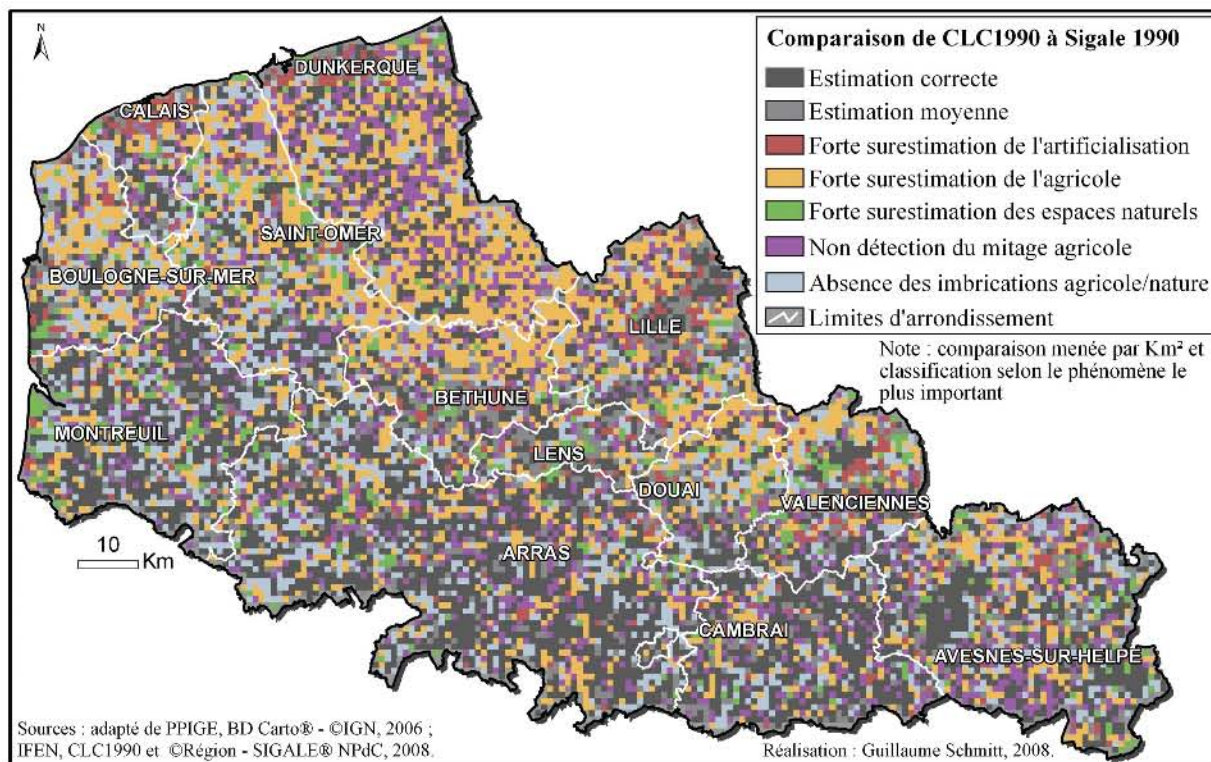 N
DUNKERQUE
CALAIS
SAINT-OMER
BOULOGNE-SUR-MER
LILLE
BETHUNE
MONTREUIL
LENS
DOUAI
VALENCIENNES
ARRAS
CAMBRAI
AVESNES-SUR-HELPE
10
Km
Comparaison de CLC1990 à Sigale 1990
Estimation correcte
Estimation moyenne
Forte surestimation de l'artificialisation
Forte surestimation de l'agricole
Forte surestimation des espaces naturels
Non détection du mitage agricole
Absence des imbrications agricole/nature
Limites d'arrondissement
Note : comparaison menée par Km² et
classification selon le phénomène le
plus important
Sources : adapté de PPIGE, BD Carto® - ©IGN, 2006 ;
IFEN, CLC1990 et ©Région - SIGALE® NPdC, 2008.
Réalisation : Guillaume Schmitt, 2008.